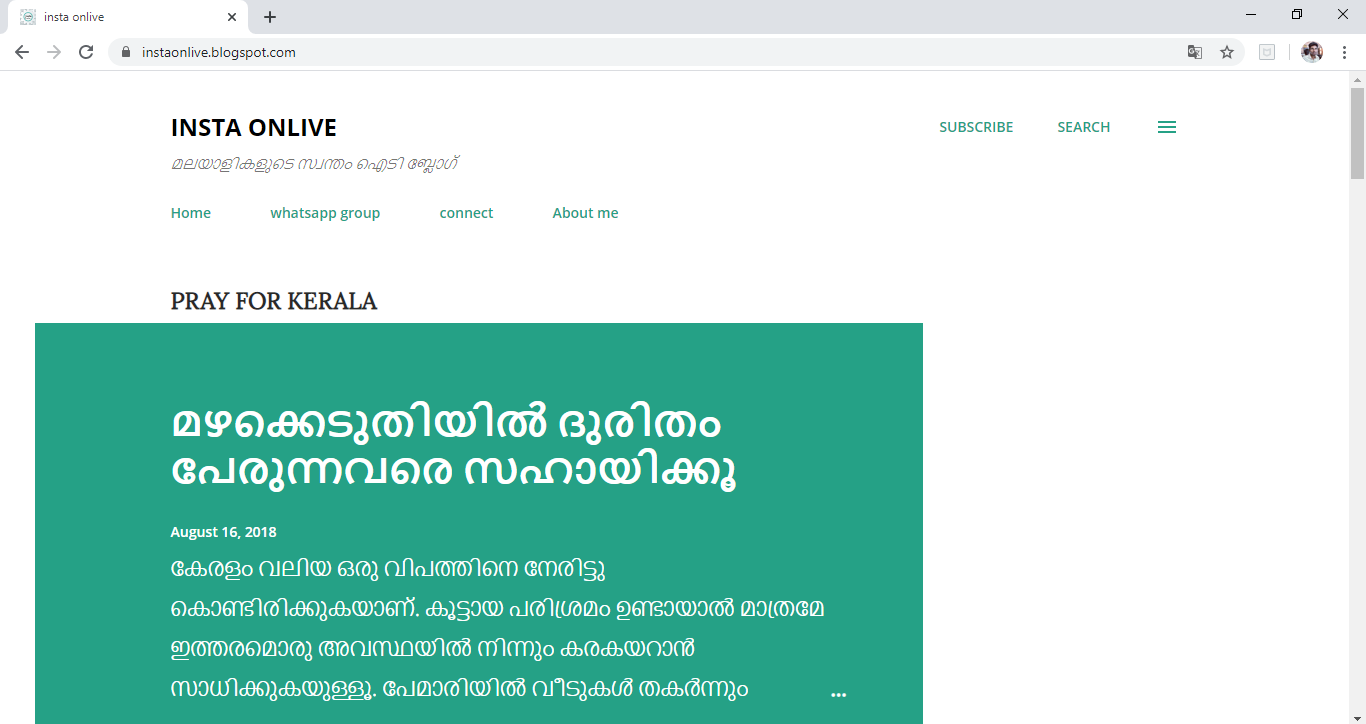 insta onlive
instaonlive.blogspot.com
INSTA ONLIVE
SUBSCRIBE
SEARCH
മലയാളികളുടെ സ്വന്തം ഐടി ബ്ലോഗ്
Home
whatsapp group
connect
About me
PRAY FOR KERALA
മഴക്കെടുതിയിൽ ദുരിതം
പേരുന്നവരെ സഹായിക്കൂ
August 16, 2018
കേരളം വലിയ ഒരു വിപത്തിനെ നേരിട്ടു
കൊണ്ടിരിക്കുകയാണ്. കൂട്ടായ പരിശ്രമം ഉണ്ടായാൽ മാത്രമേ
ഇത്തരമൊരു അവസ്ഥയിൽ നിന്നും കരകയറാൻ
സാധിക്കുകയുള്ളൂ. പേമാരിയിൽ വീടുകൾ തകർന്നും ...